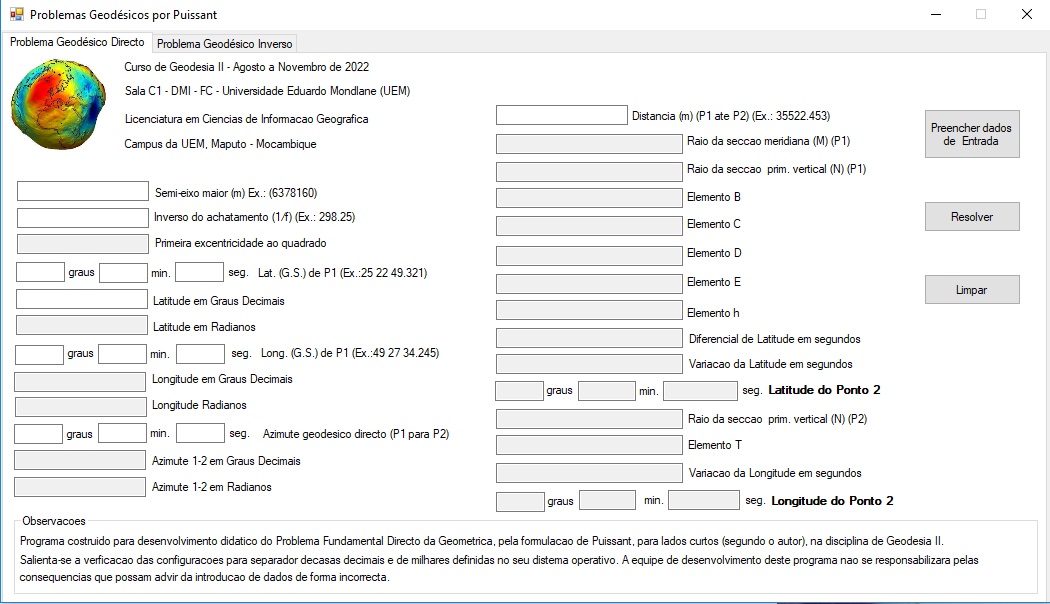 Problemas Geodésicos por Puissant
Problema Geodésico Directo
Problema Geodésico Inverso
Curso de Geodesia II - Agosto a Novembro de 2022
Sala C1 - DMI - FC - Universidade Eduardo Mondlane (UEM)
Licenciatura em Ciencias de Informacao Geografica
Campus da UEM, Maputo - Mocambique
Semi-eixo maior (m) Ex.: (6378160)
Inverso do achatamento (1/f) (Ex.: 298.25)
Primeira excentricidade ao quadrado
graus min. seg. Lat. (G.S.) de P1 (Ex.:25 22 49.321)
Latitude em Graus Decimais
Latitude em Radianos
graus min. seg. Long. (G.S.) de P1 (Ex.:49 27 34.245)
Longitude em Graus Decimais
Longitude Radianos
graus min. seg. Azimute geodesico directo (P1 para P2)
Azimute 1-2 em Graus Decimais
Azimute 1-2 em Radianos
Distancia (m) (P1 ate P2) (Ex.: 35522.453)
Raio da seccao meridiana (M) (P1)
Raio da seccao prim. vertical (N) (P1)
Elemento B
Elemento C
Elemento D
Elemento E
Elemento h
Diferencial de Latitude em segundos
Variacao da Latitude em segundos
graus min. seg. Latitude do Ponto 2
Raio da seccao prim. vertical (N) (P2)
Elemento T
Variacao da Longitude em segundos
graus min. seg. Longitude do Ponto 2
Preencher dados
de Entrada
Resolver
Limpar
Observacoes
Programa costruido para desenvolvimento didatico do Problema Fundamental Directo da Geometrica, pela formulacao de Puissant, para lados curtos (segundo o autor), na disciplina de Geodesia II.
Salienta-se a verficacao das configuracoes para separador decasas decimais e de milhares definidas no seu distema operativo. A equipe de desenvolvimento deste programa nao se responsabilizara pelas
consequencias que possam advir da introducao de dados de forma incorrecta.